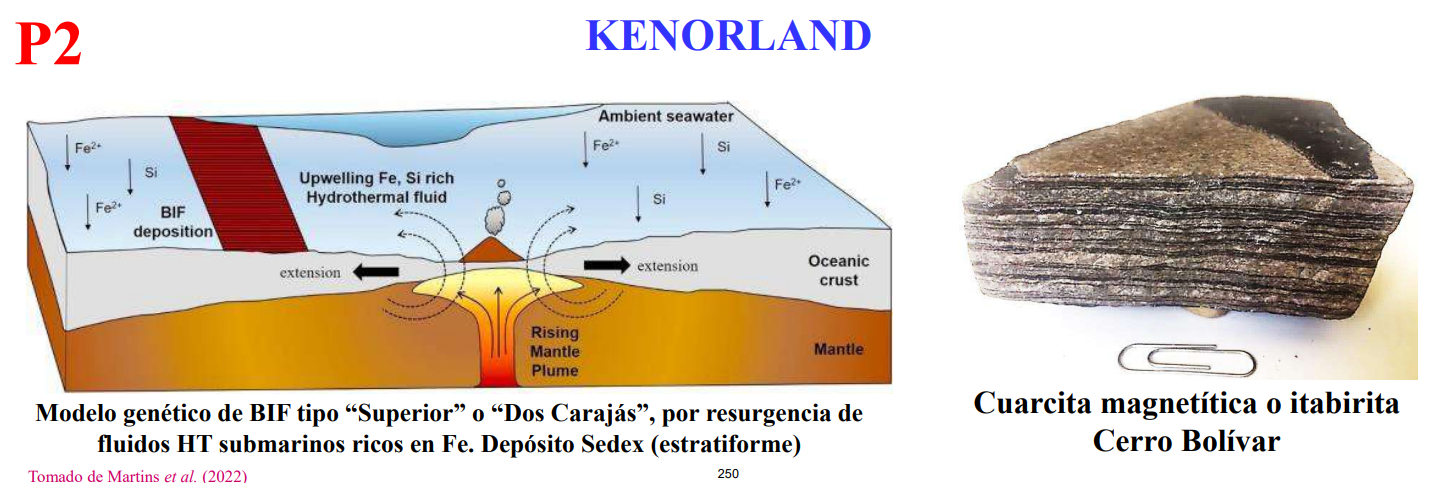 P2
KENORLAND
Ambient seawater
Fe²⁺
Si
Fe²⁺
BIF
deposition
Upwelling Fe, Si rich
Hydrothermal fluid
Fe²⁺
Si
Si
Fe²⁺
extension
extension
Oceanic
crust
Rising
Mantle
Plume
Mantle
Modelo genético de BIF tipo “Superior” o “Dos Carajás”, por resurgencia de
fluidos HT submarinos ricos en Fe. Depósito Sedex (estratiforme)
Cuarcita magnetítica o itabirita
Cerro Bolívar
Tomado de Martins et al. (2022)
250